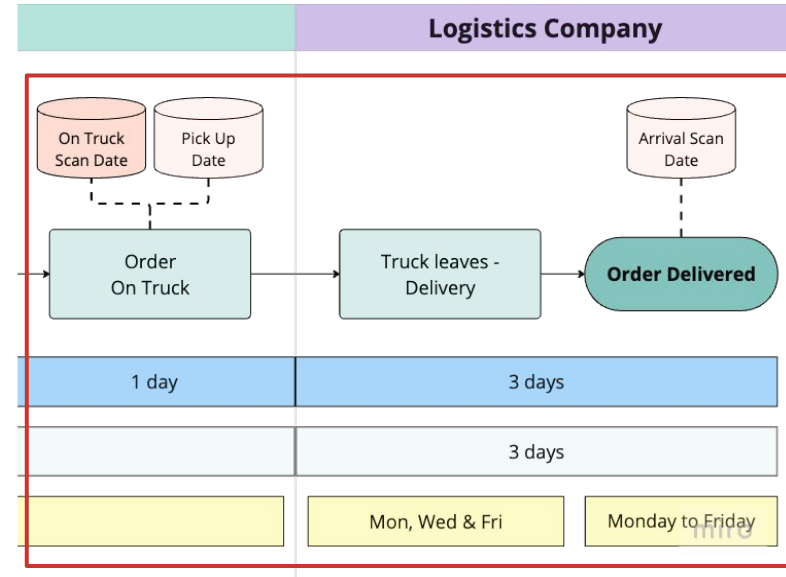 Logistics Company
On Truck
Scan Date
Pick Up
Date
Arrival Scan
Date
Order
On Truck
Truck leaves -
Delivery
Order Delivered
1 day
3 days
3 days
Mon, Wed & Fri
Monday to Friday
miro